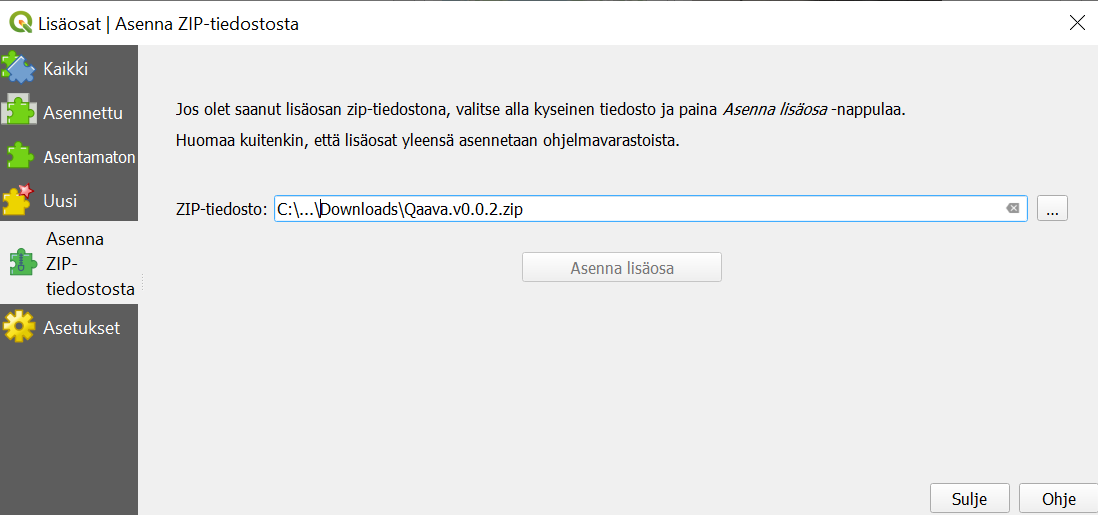 Lisäosat | Asenna ZIP-tiedostosta
Kaikki
Asennettu
Asentamaton
Uusi
Asenna
ZIP-
tiedostosta
Asetukset
Jos olet saanut lisäosan zip-tiedostona, valitse alla kyseinen tiedosto ja paina Asenna lisäosa -nappulaa.
Huomaa kuitenkin, että lisäosat yleensä asennetaan ohjelmavarastoista.
ZIP-tiedosto: C:\...\Downloads\Qaava.v0.0.2.zip ...
Asenna lisäosa
Sulje Ohje